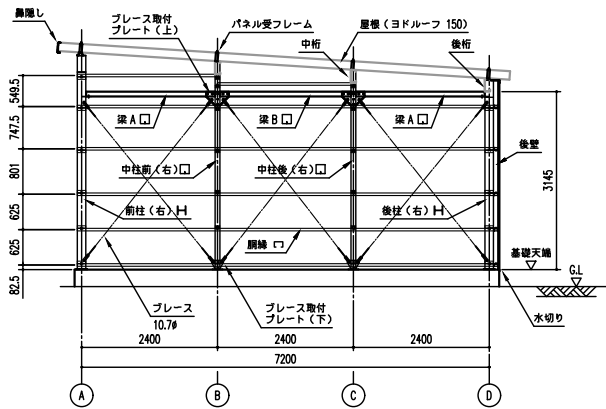 鼻隠し
ブレース取付
プレート（上）
パネル受フレーム
中桁
屋根（ヨドルーフ 150）
後桁
549.5
747.5
801
625
625
82.5
梁A
梁B
梁A
中柱前（右）
中柱後（右）
後壁
3145
前柱（右）
後柱（右）
胴縁
基礎天端
G.L
ブレース
10.7φ
ブレース取付
プレート（下）
水切り
2400
2400
2400
7200
A
B
C
D